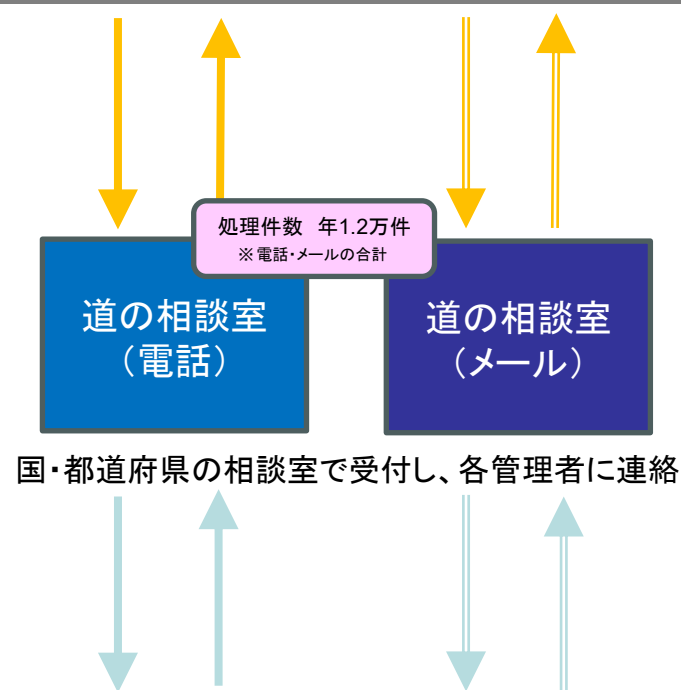 処理件数 年1.2万件
※電話・メールの合計
道の相談室
（電話）
道の相談室
（メール）
国・都道府県の相談室で受付し、各管理者に連絡